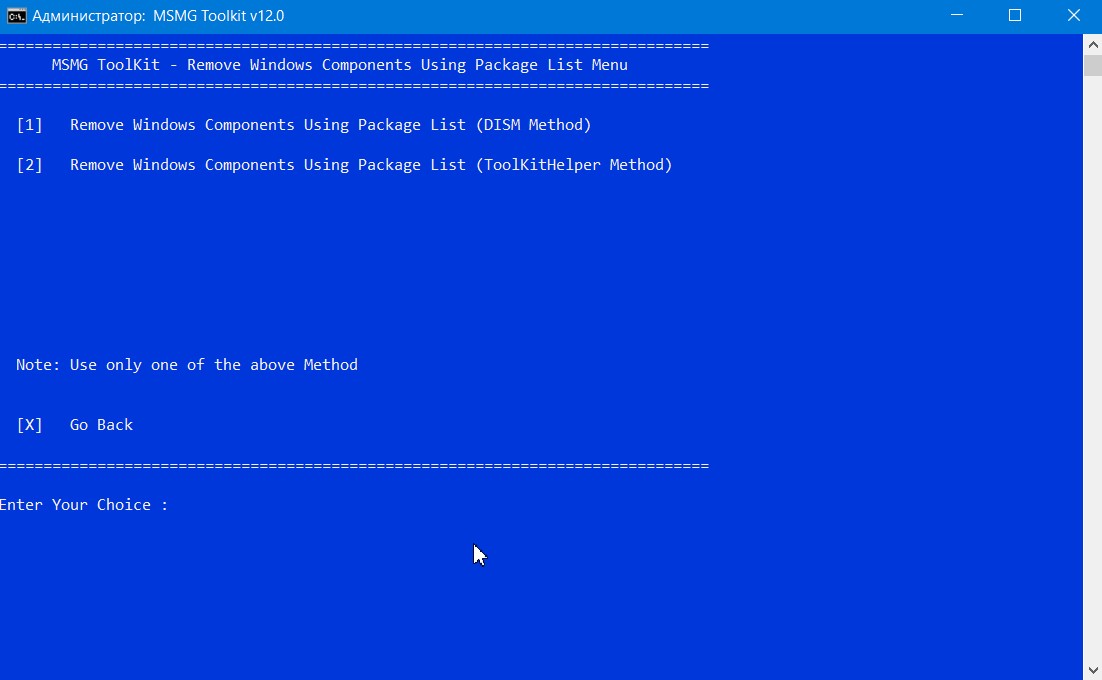 Администратор: MSMG Toolkit v12.0
===============================================================================
MSMG ToolKit - Remove Windows Components Using Package List Menu
===============================================================================
[1] Remove Windows Components Using Package List (DISM Method)
[2] Remove Windows Components Using Package List (ToolKitHelper Method)
Note: Use only one of the above Method
[X] Go Back
===============================================================================
Enter Your Choice :